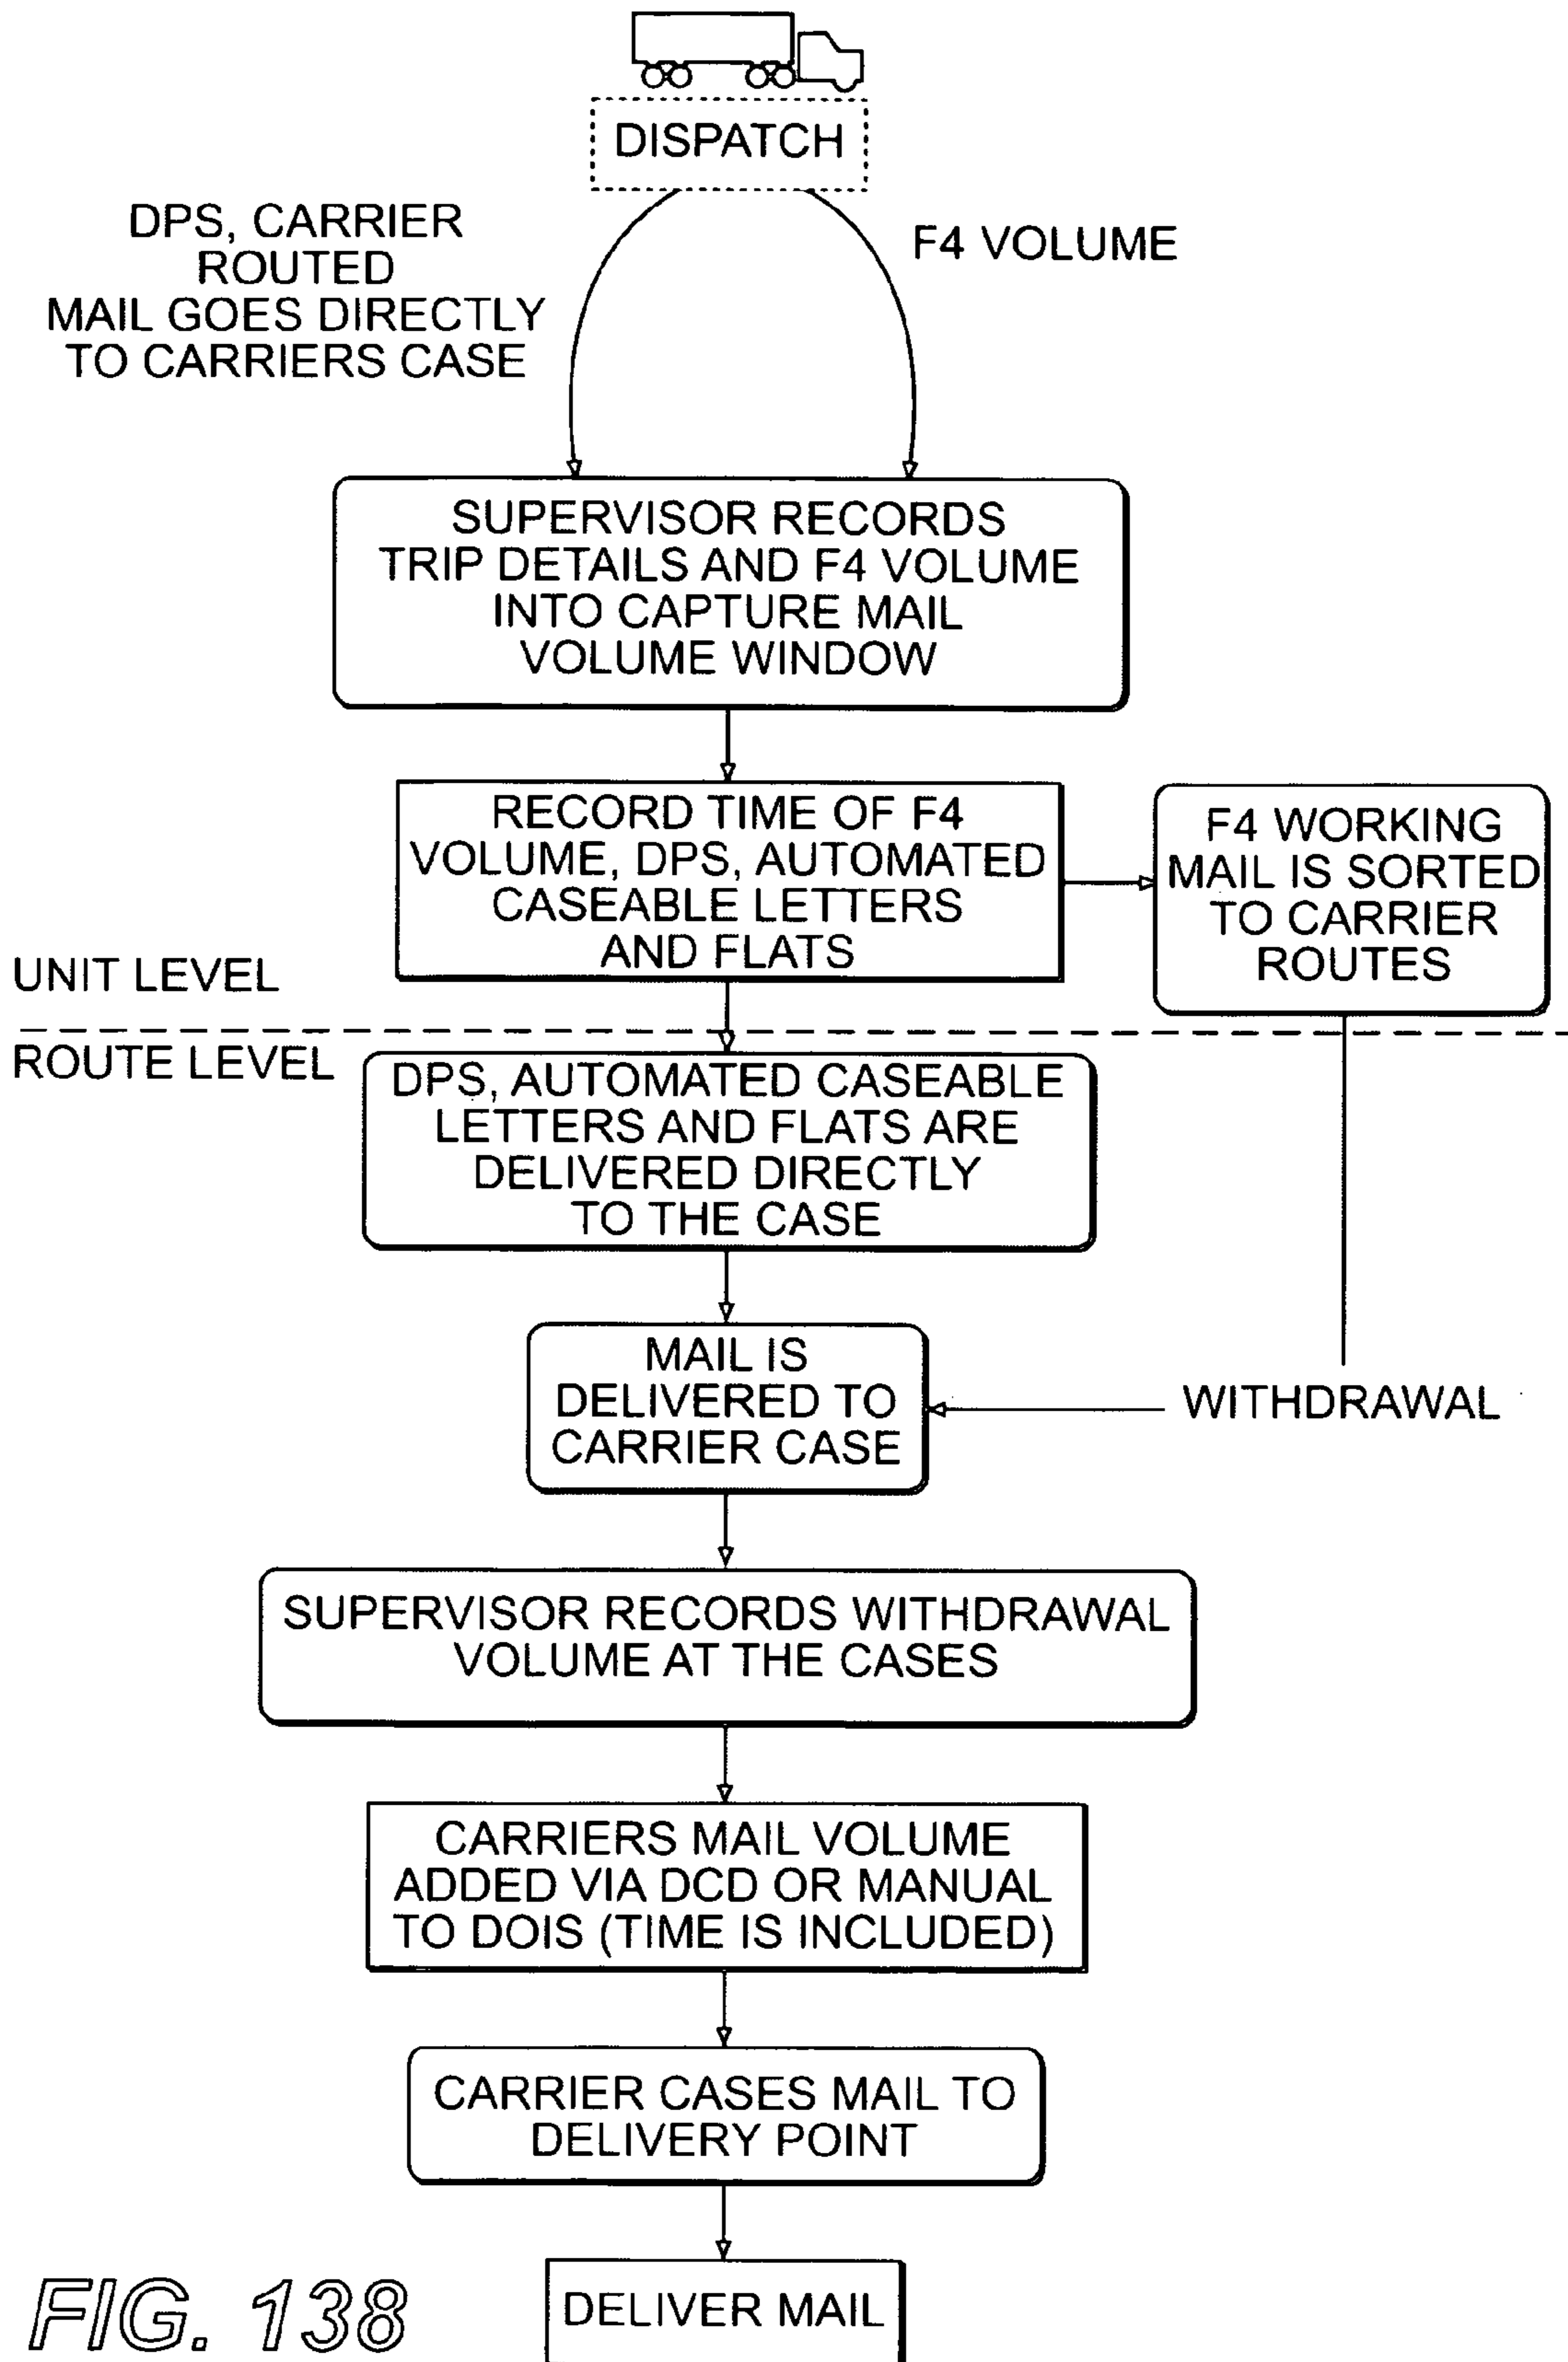 DISPATCH
DPS, CARRIER
ROUTED
MAIL GOES DIRECTLY
TO CARRIERS CASE
F4 VOLUME
SUPERVISOR RECORDS
TRIP DETAILS AND F4 VOLUME
INTO CAPTURE MAIL
VOLUME WINDOW
RECORD TIME OF F4
VOLUME, DPS, AUTOMATED
CASEABLE LETTERS
AND FLATS
F4 WORKING
MAIL IS SORTED
TO CARRIER
ROUTES
UNIT LEVEL
ROUTE LEVEL
DPS, AUTOMATED CASEABLE
LETTERS AND FLATS ARE
DELIVERED DIRECTLY
TO THE CASE
MAIL IS
DELIVERED TO
CARRIER CASE
WITHDRAWAL
SUPERVISOR RECORDS WITHDRAWAL
VOLUME AT THE CASES
CARRIERS MAIL VOLUME
ADDED VIA DCD OR MANUAL
TO DOIS (TIME IS INCLUDED)
CARRIER CASES MAIL TO
DELIVERY POINT
DELIVER MAIL
FIG. 138